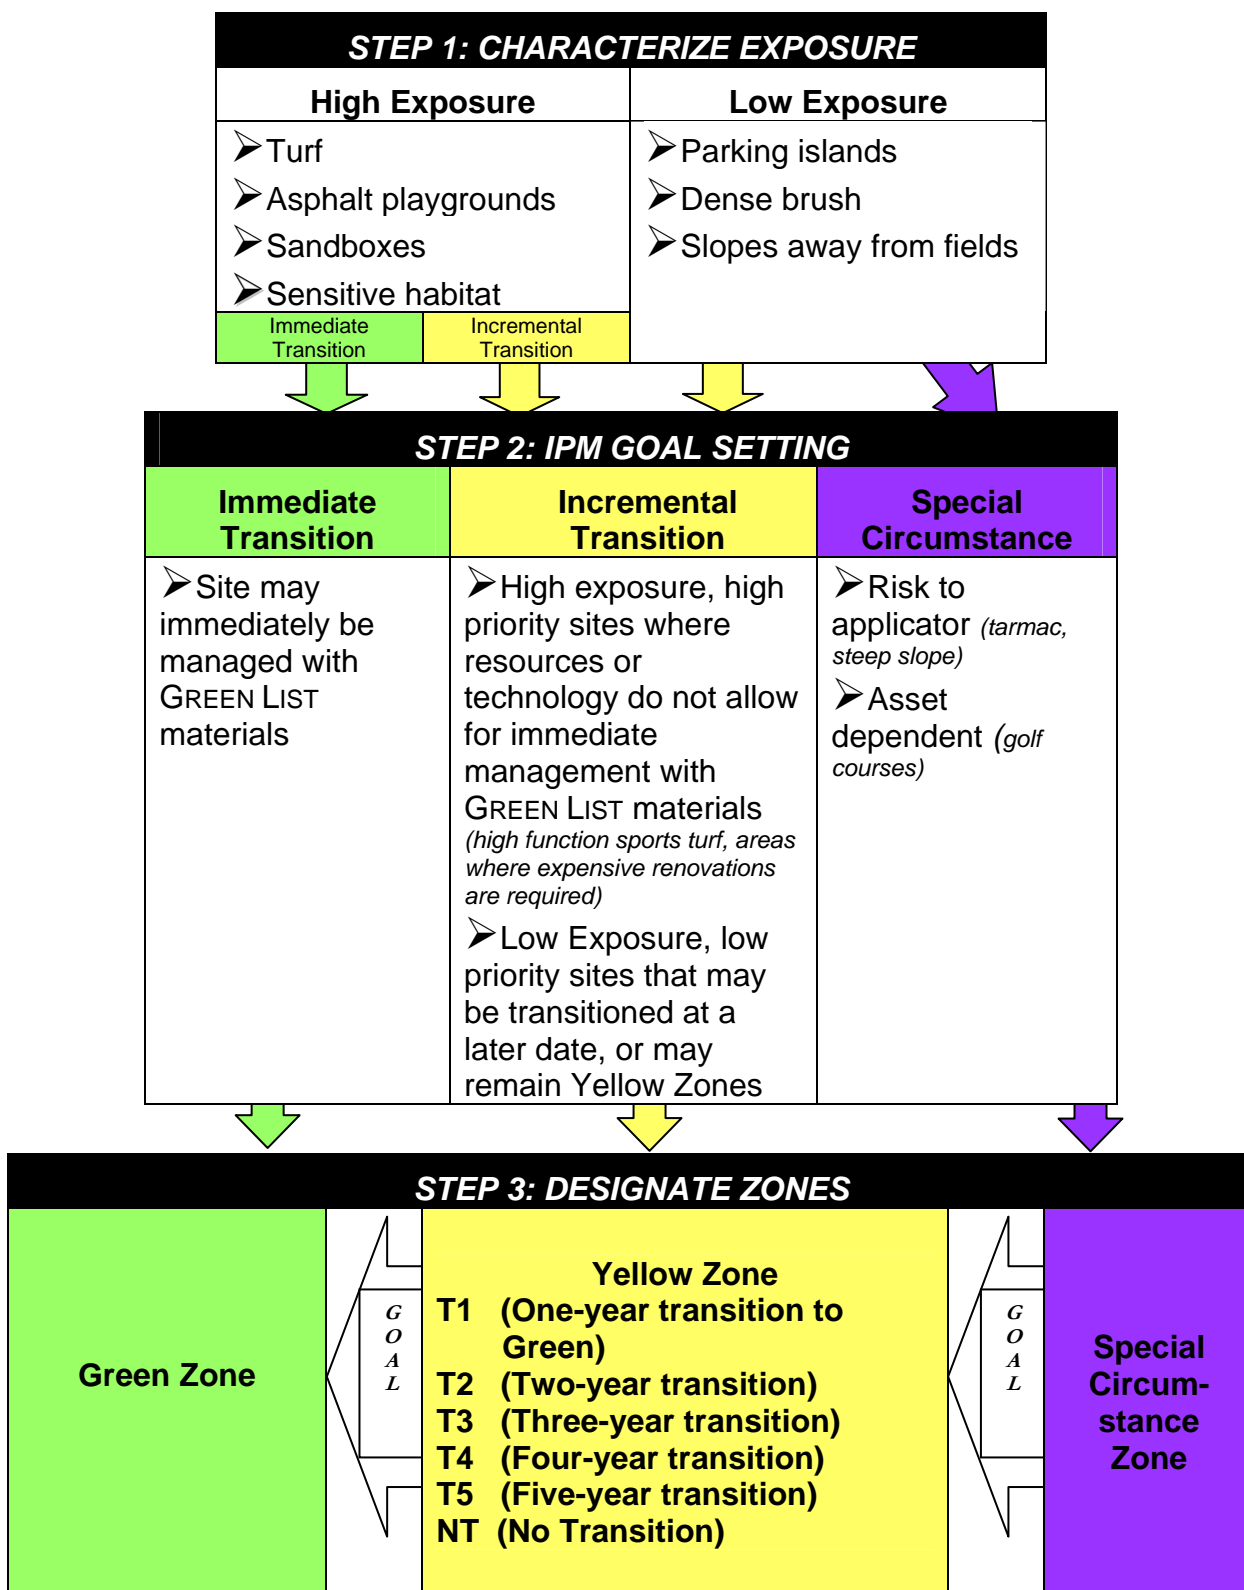 STEP 1: CHARACTERIZE EXPOSURE
High Exposure
Low Exposure
➢Turf
➢Asphalt playgrounds
➢Sandboxes
➢Sensitive habitat
➢Parking islands
➢Dense brush
➢Slopes away from fields
Immediate
Transition
Incremental
Transition
STEP 2: IPM GOAL SETTING
Immediate
Transition
Incremental
Transition
Special
Circumstance
➢Site may
immediately be
managed with
GREEN LIST
materials
➢High exposure, high
priority sites where
resources or
technology do not allow
for immediate
management with
GREEN LIST materials
(high function sports turf, areas
where expensive renovations
are required)
➢Low Exposure, low
priority sites that may
be transitioned at a
later date, or may
remain Yellow Zones
➢Risk to
applicator (tarmac,
steep slope)
➢Asset
dependent (golf
courses)
STEP 3: DESIGNATE ZONES
Green Zone
G
O
A
L
Yellow Zone
T1 (One-year transition to
Green)
T2 (Two-year transition)
T3 (Three-year transition)
T4 (Four-year transition)
T5 (Five-year transition)
NT (No Transition)
G
O
A
L
Special
Circum-
stance
Zone